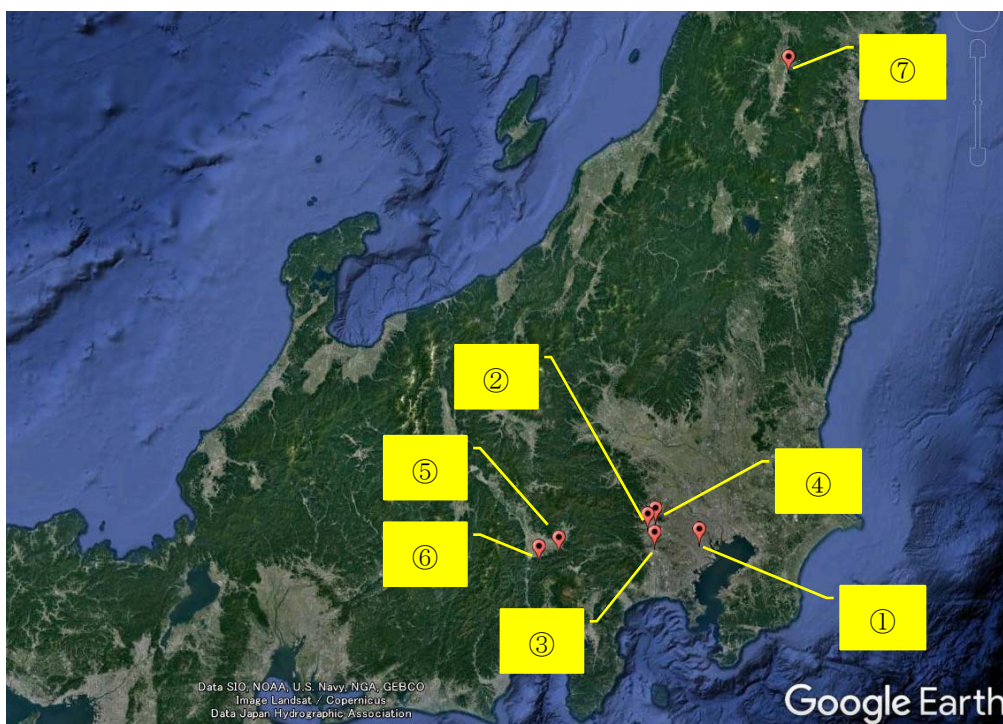 ⑦
②
⑤
④
⑥
①
③
Data SIO, NOAA, U.S. Navy, NGA, GEBCO
Image Landsat / Copernicus
Data Japan Hydrographic Association
Google Earth